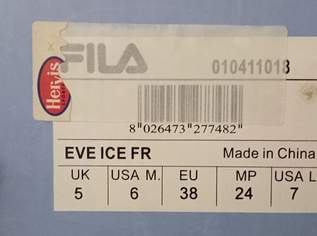 FILA 010411018
Hervis
8 026473 277482
EVE ICE FR Made in China
UK USA M. EU MP USA L
5 6 38 24 7